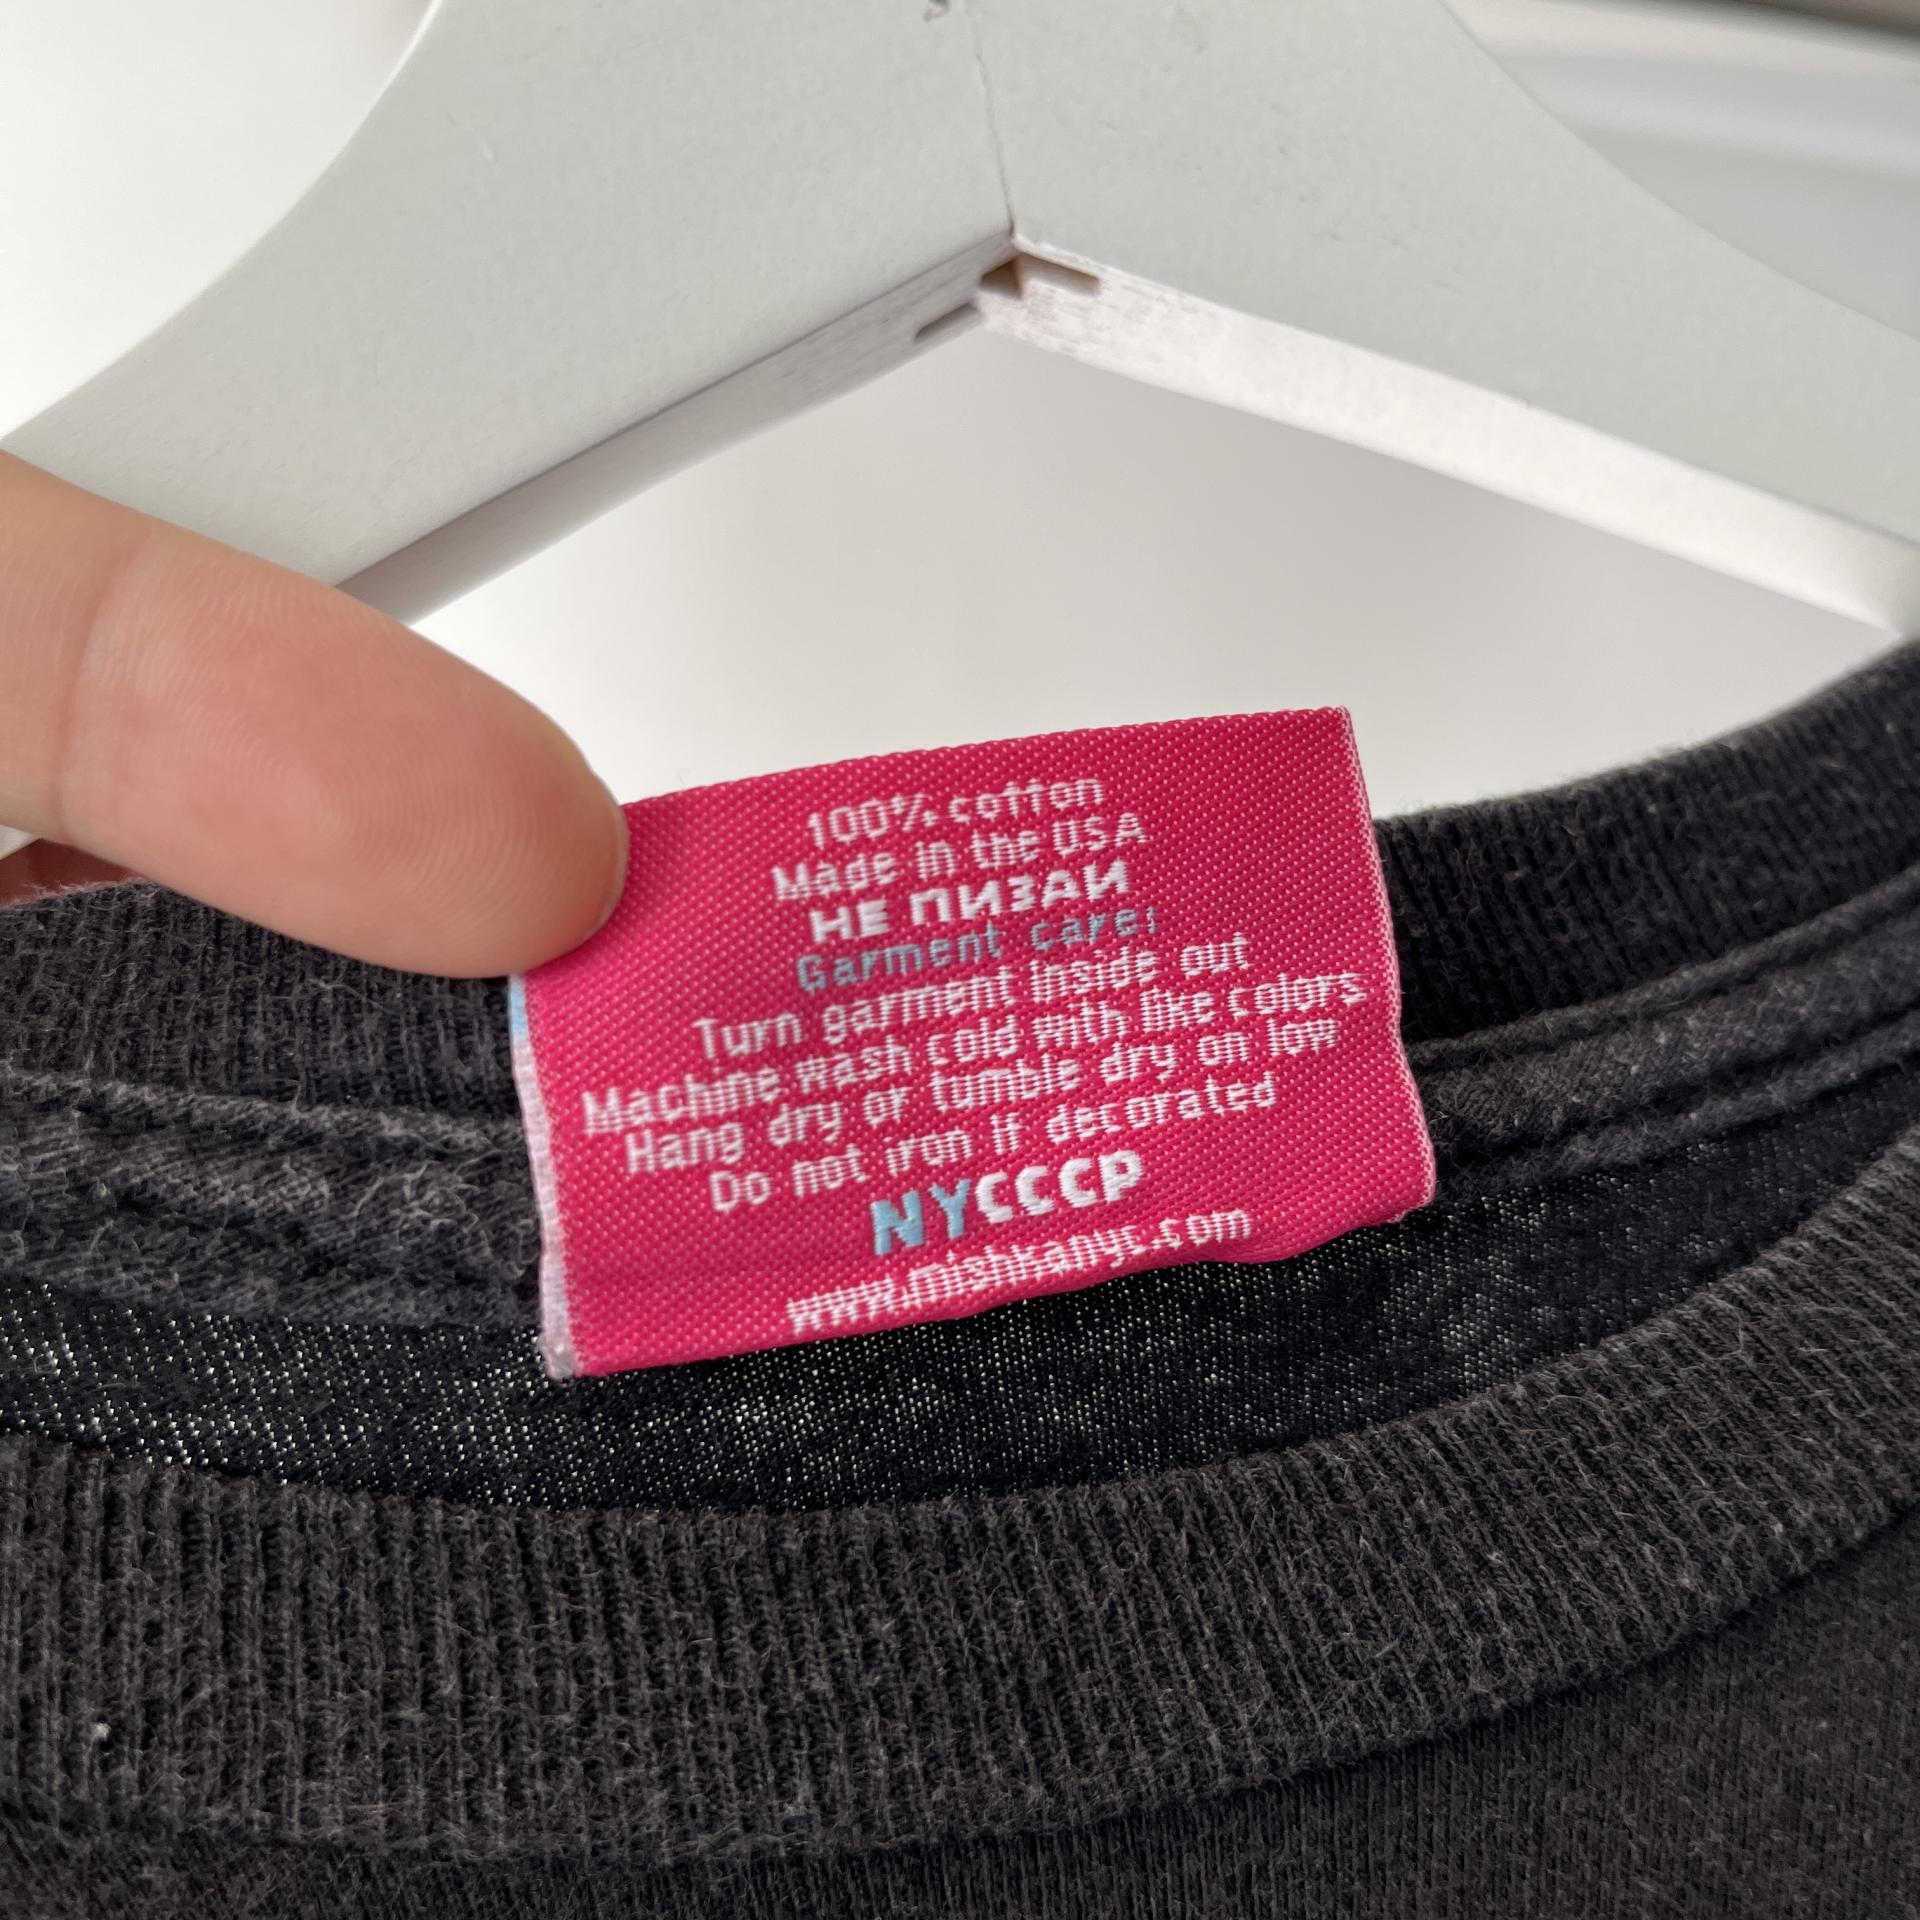 100% cotton
Made in the USA
НЕ ПИЗАИ
Garment care:
Turn garment inside out
Machine wash cold with like colors
Hang dry or tumble dry on low
Do not iron if decorated
NYCCCP
www.mishkanyc.com